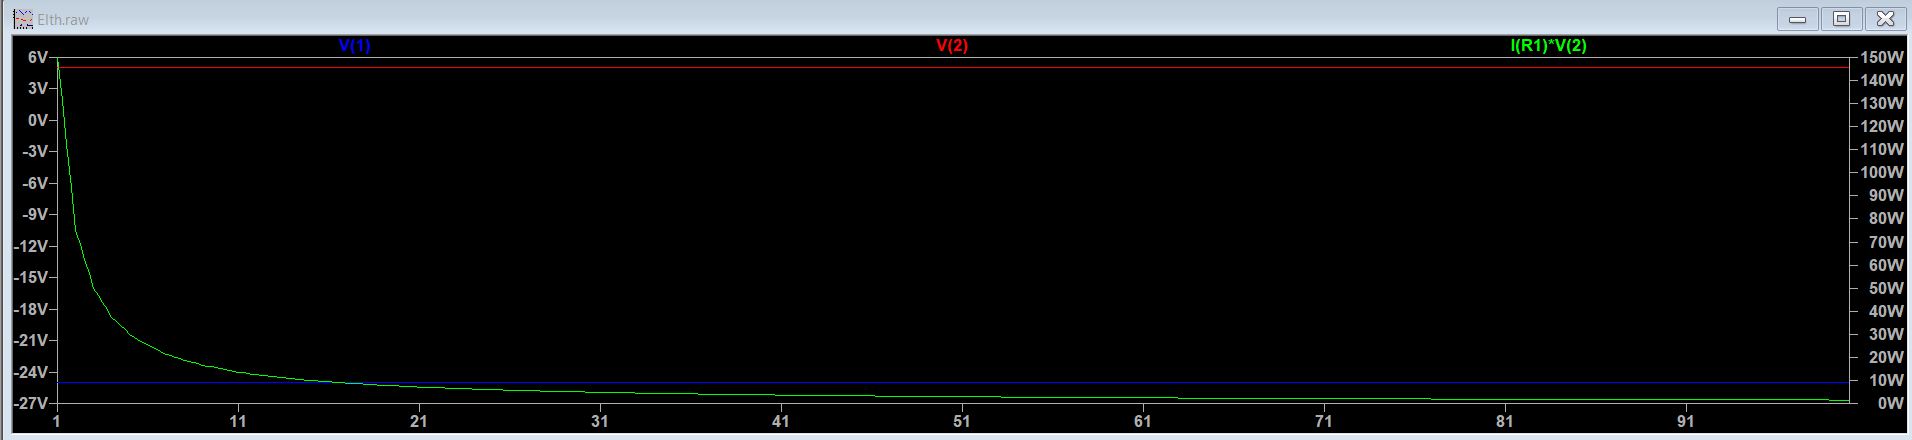 Elth.raw
V(1) V(2) I(R1)*V(2)
6V 150W
3V 140W
0V 130W
-3V 120W
-6V 110W
-9V 100W
-12V 90W
-15V 80W
-18V 70W
-21V 60W
-24V 50W
-27V 40W
30W
20W
10W
0W
1 11 21 31 41 51 61 71 81 91